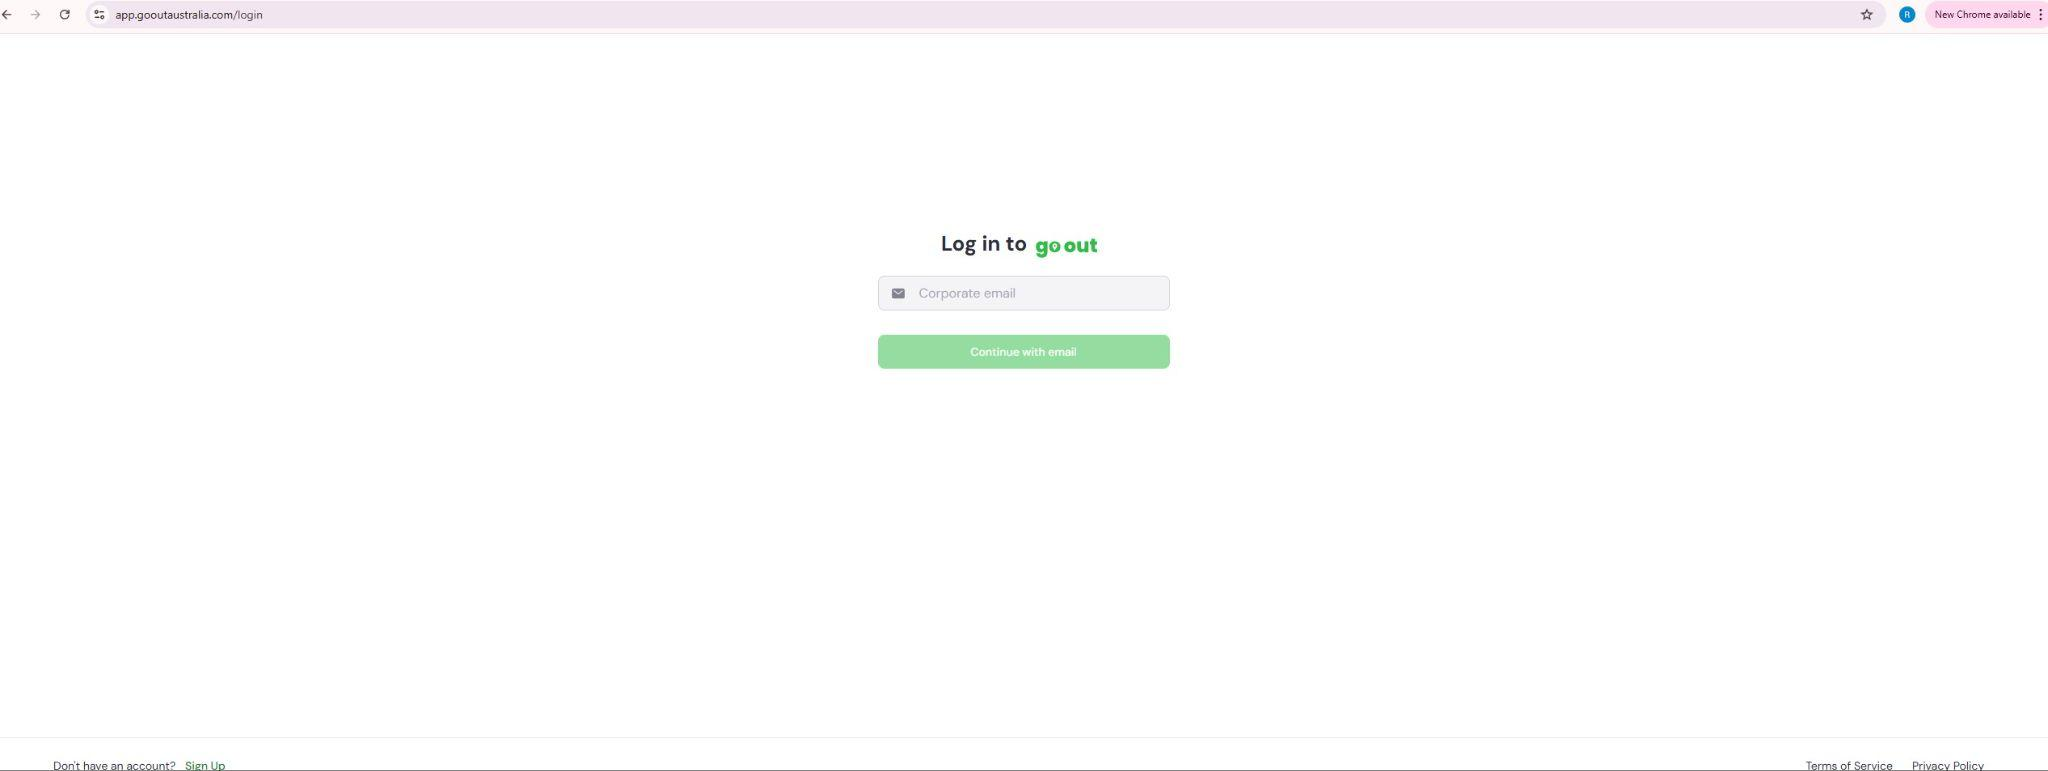 app.gooutaustralia.com/login
R
New Chrome available
Log in to go out
Corporate email
Continue with email
Don't have an account? Sign Up
Terms of Service Privacy Policy